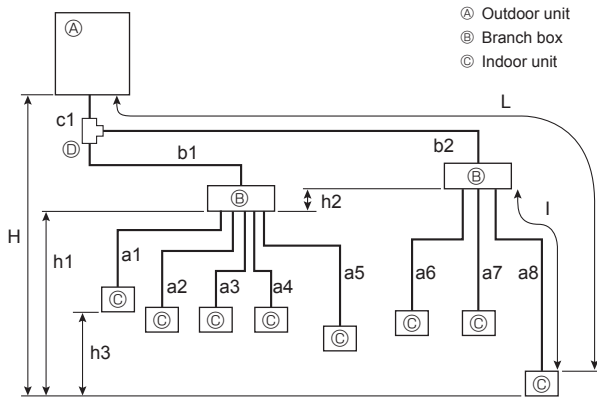 Ⓐ Outdoor unit
Ⓑ Branch box
Ⓒ Indoor unit
Ⓐ
L
c1
Ⓓ
b1
b2
Ⓑ
Ⓑ
h2
l
H
h1
a1
a2
a3
a4
a5
a6
a7
a8
Ⓒ
Ⓒ
Ⓒ
Ⓒ
Ⓒ
Ⓒ
Ⓒ
h3
Ⓒ